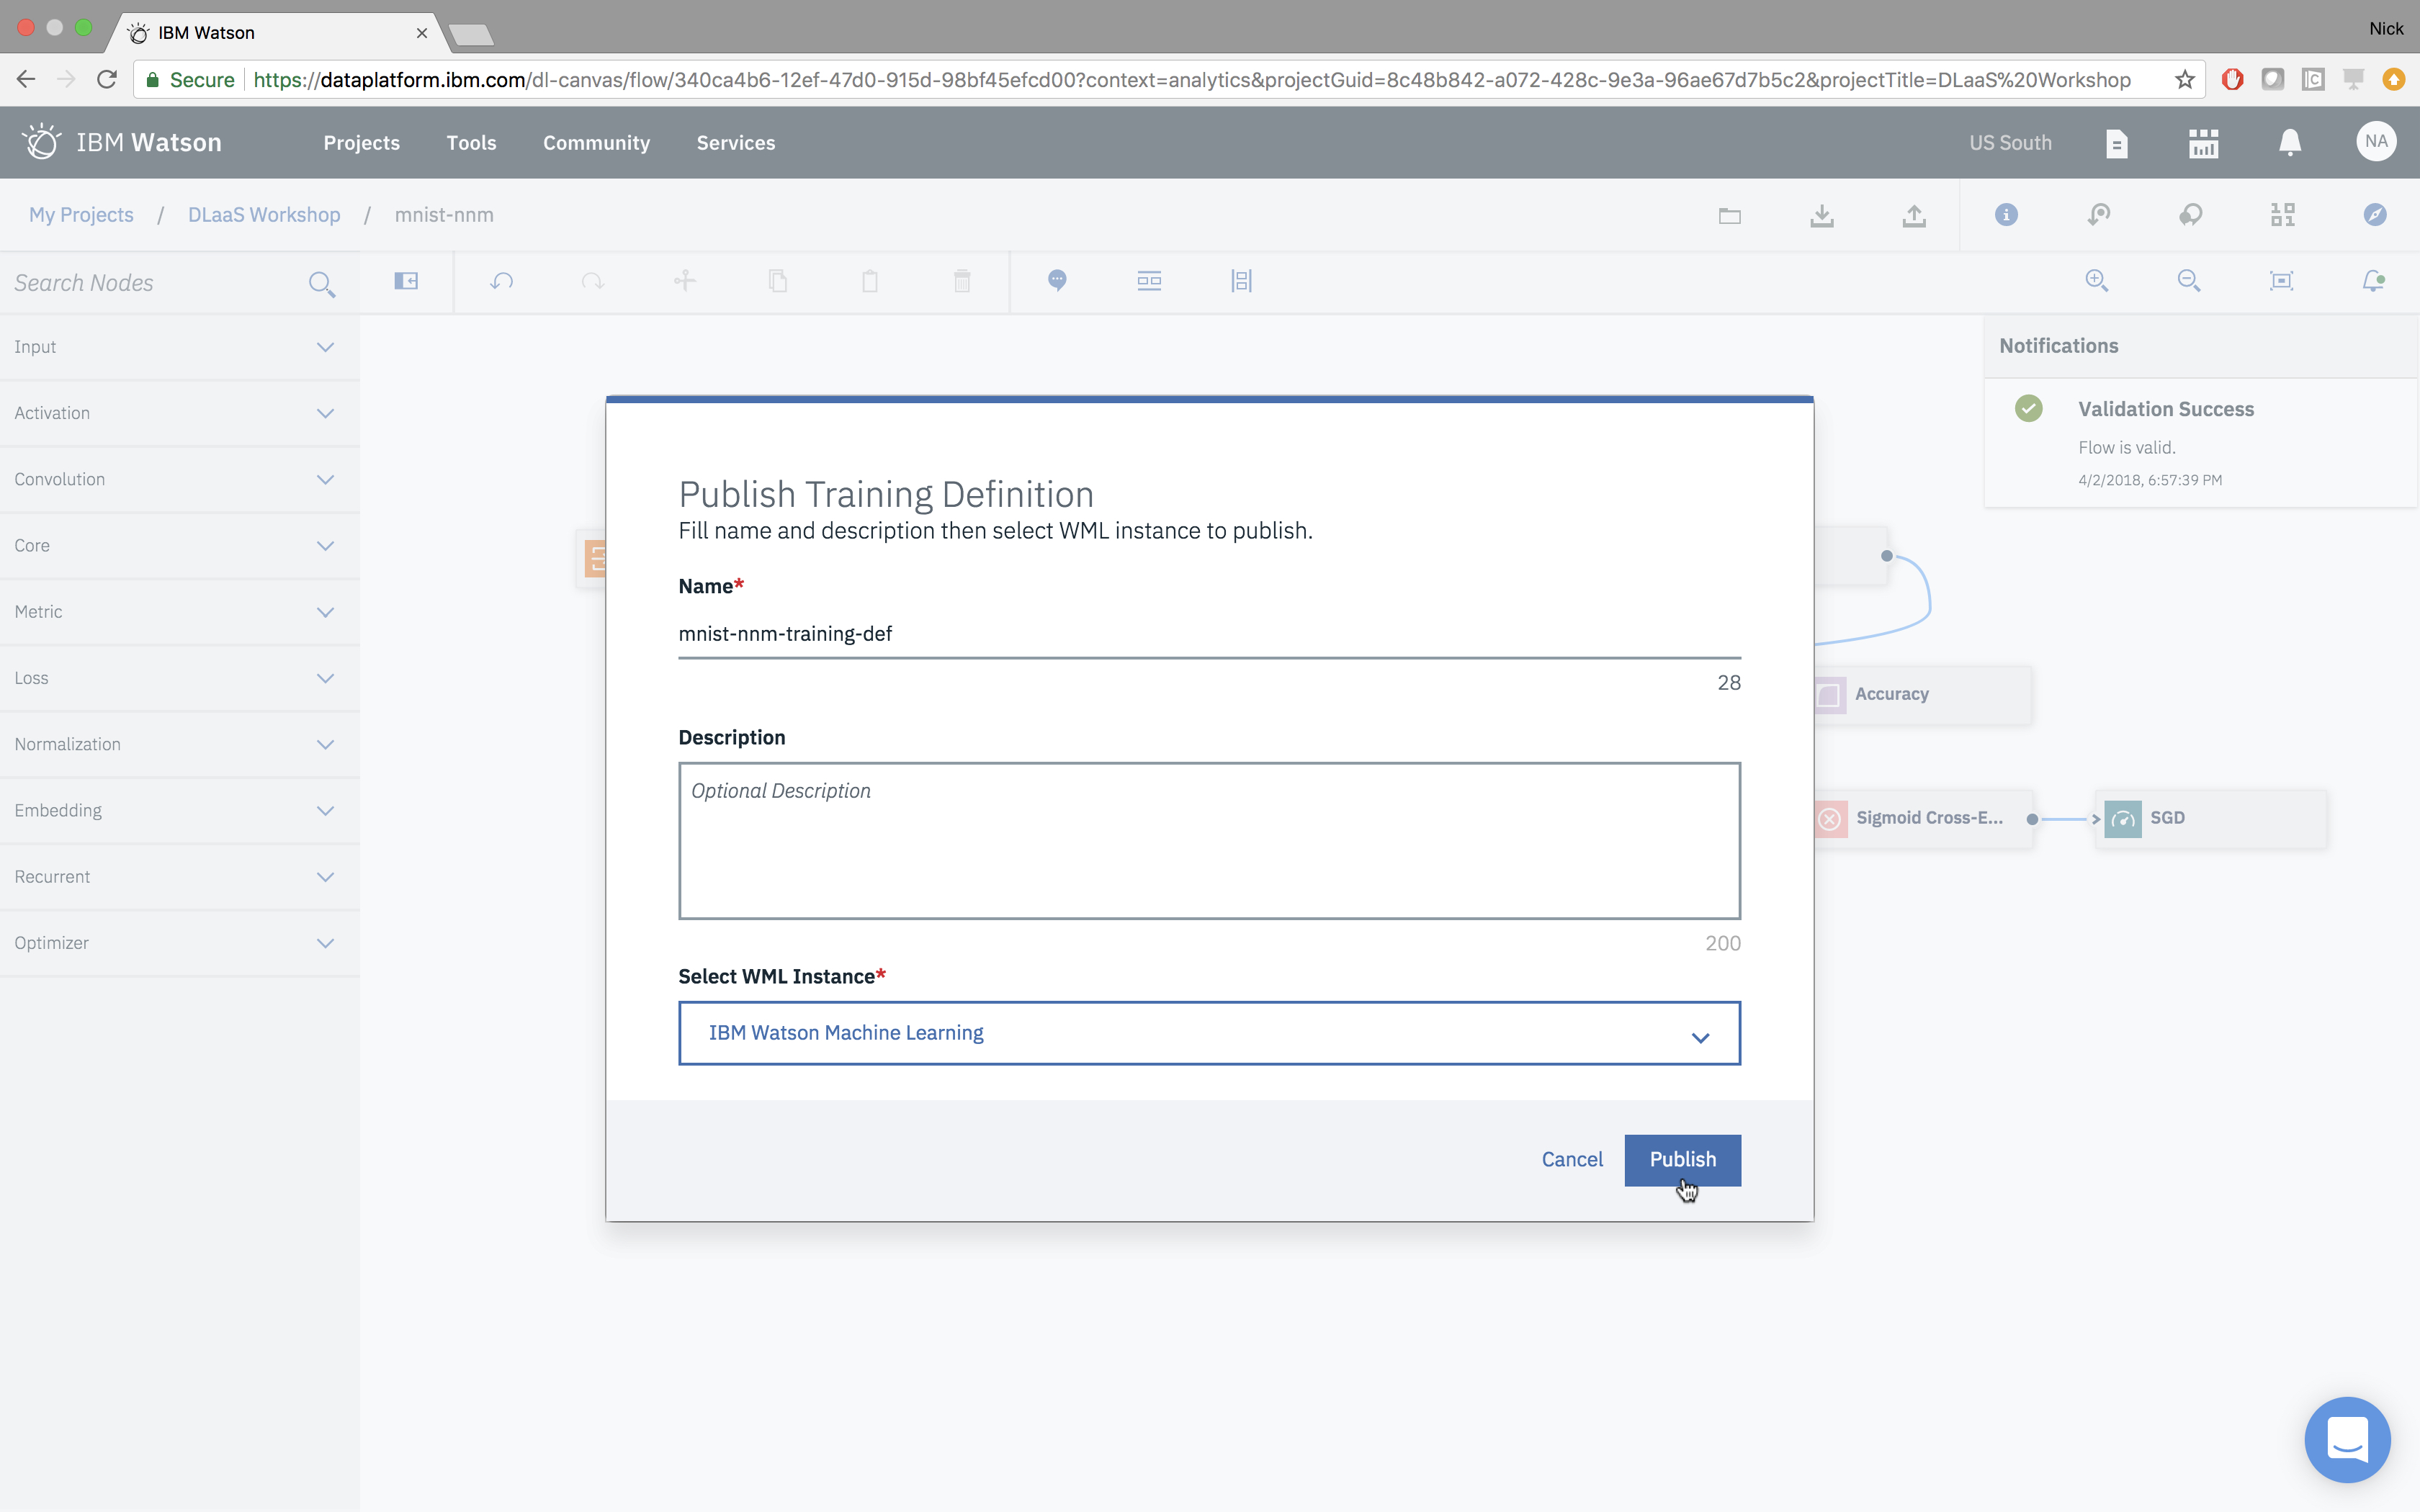 IBM Watson
Nick
Secure
https://dataplatform.ibm.com/dl-canvas/flow/340ca4b6-12ef-47d0-915d-98bf45efcd00?context=analytics&projectGuid=8c48b842-a072-428c-9e3a-96ae67d7b5c2&projectTitle=DLaaS%20Workshop
IBM Watson
Projects
Tools
Community
Services
US South
NA
My Projects / DLaaS Workshop / mnist-nnm
Search Nodes
Input
Activation
Convolution
Core
Metric
Loss
Normalization
Embedding
Recurrent
Optimizer
Notifications
Validation Success
Flow is valid.
4/2/2018, 6:57:39 PM
Publish Training Definition
Fill name and description then select WML instance to publish.
Name*
mnist-nnm-training-def
28
Description
Optional Description
200
Select WML Instance*
IBM Watson Machine Learning
Cancel
Publish
Accuracy
Sigmoid Cross-E...
SGD